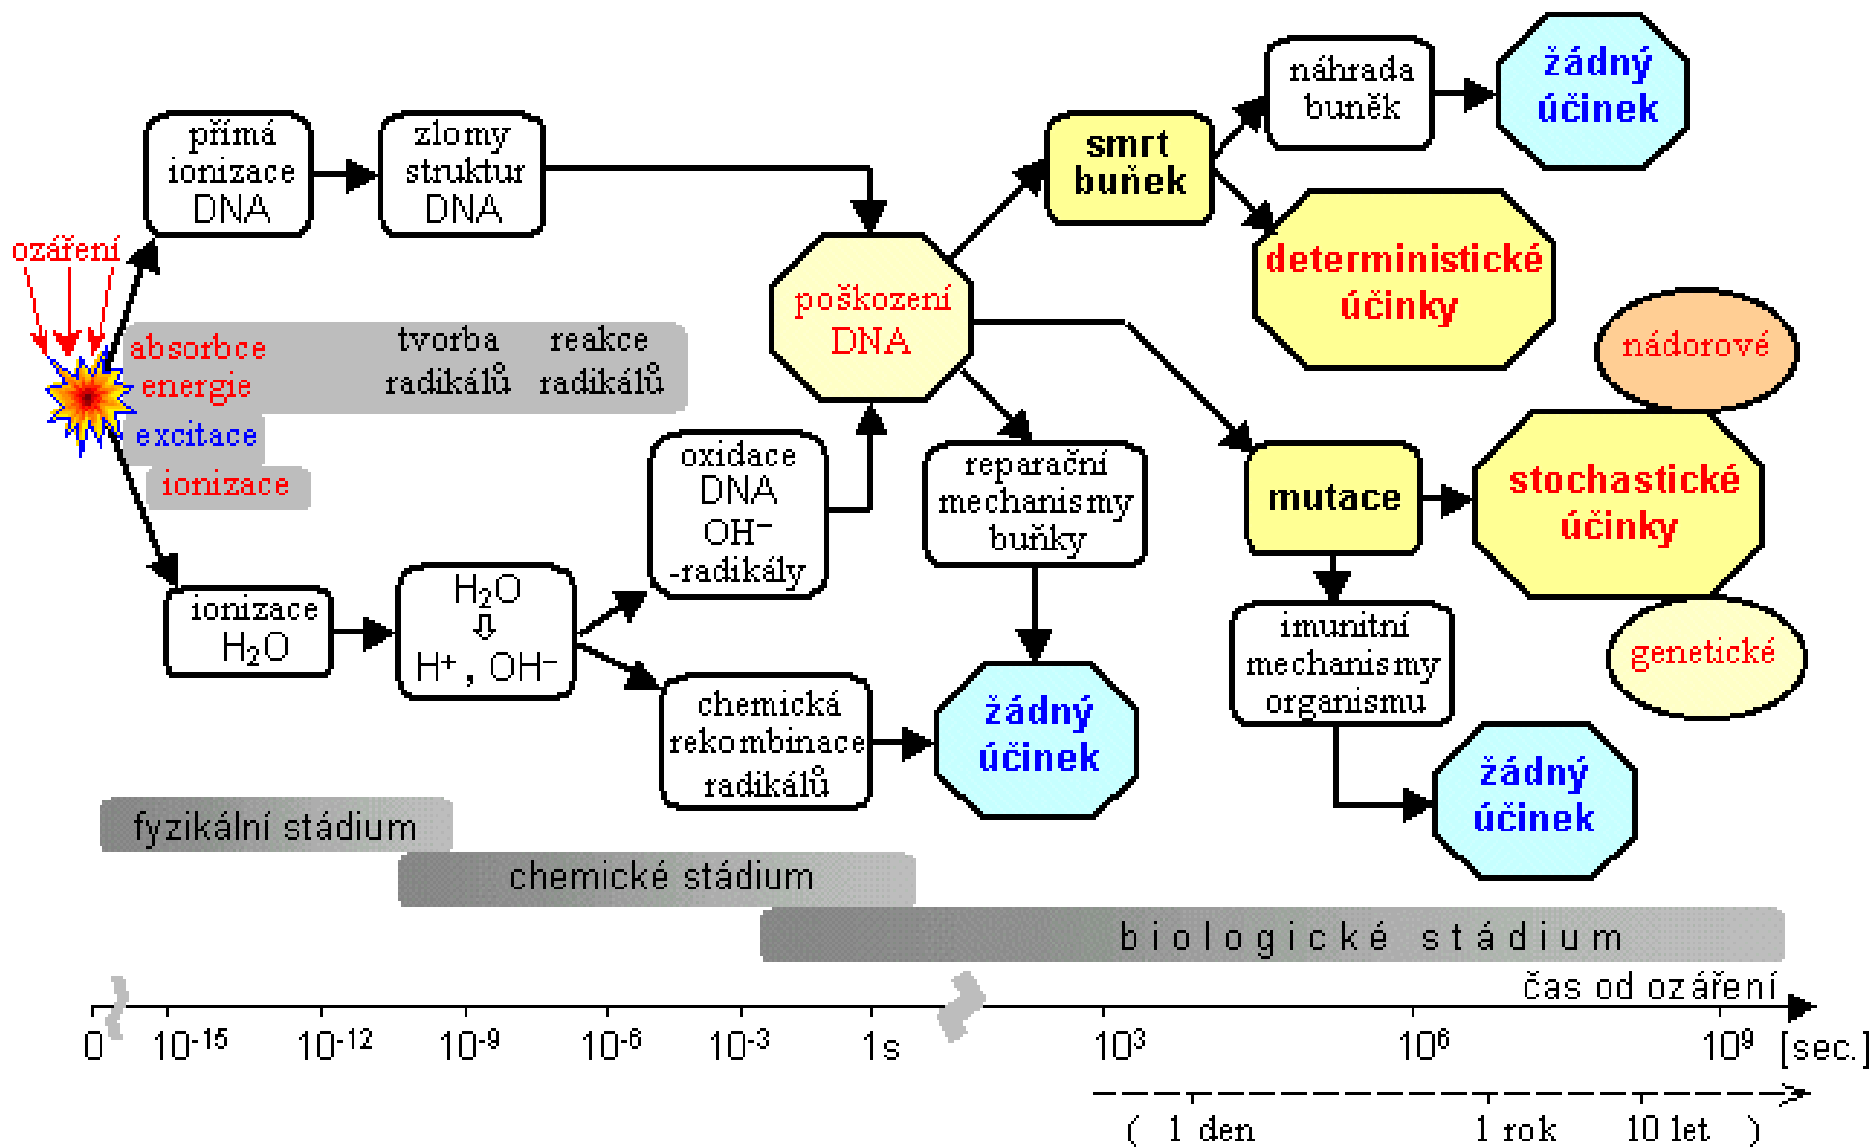 přímá
ionizace
DNA
zlomy
struktur
DNA
smrt
buňek
náhrada
buněk
žádný
účinek
ozáření
deterministické
účinky
absorbce
energie
tvorba
radikálů
reakce
radikálů
excitace
ionizace
poškození
DNA
nádorové
oxidace
DNA
OH⁻
-radikály
reparační
mechanismy
buňky
mutace
stochastické
účinky
ionizace
H₂O
H₂O
⇩
H⁺ , OH⁻
imunitní
mechanismy
organismu
genetické
chemická
rekombinace
radikálů
žádný
účinek
žádný
účinek
fyzikální stádium
chemické stádium
biologické stádium
čas od ozáření
0 10⁻¹⁵ 10⁻¹² 10⁻⁹ 10⁻⁶ 10⁻³ 1s 10³ 10⁶ 10⁹ [sec.]
( 1 den 1 rok 10 let )